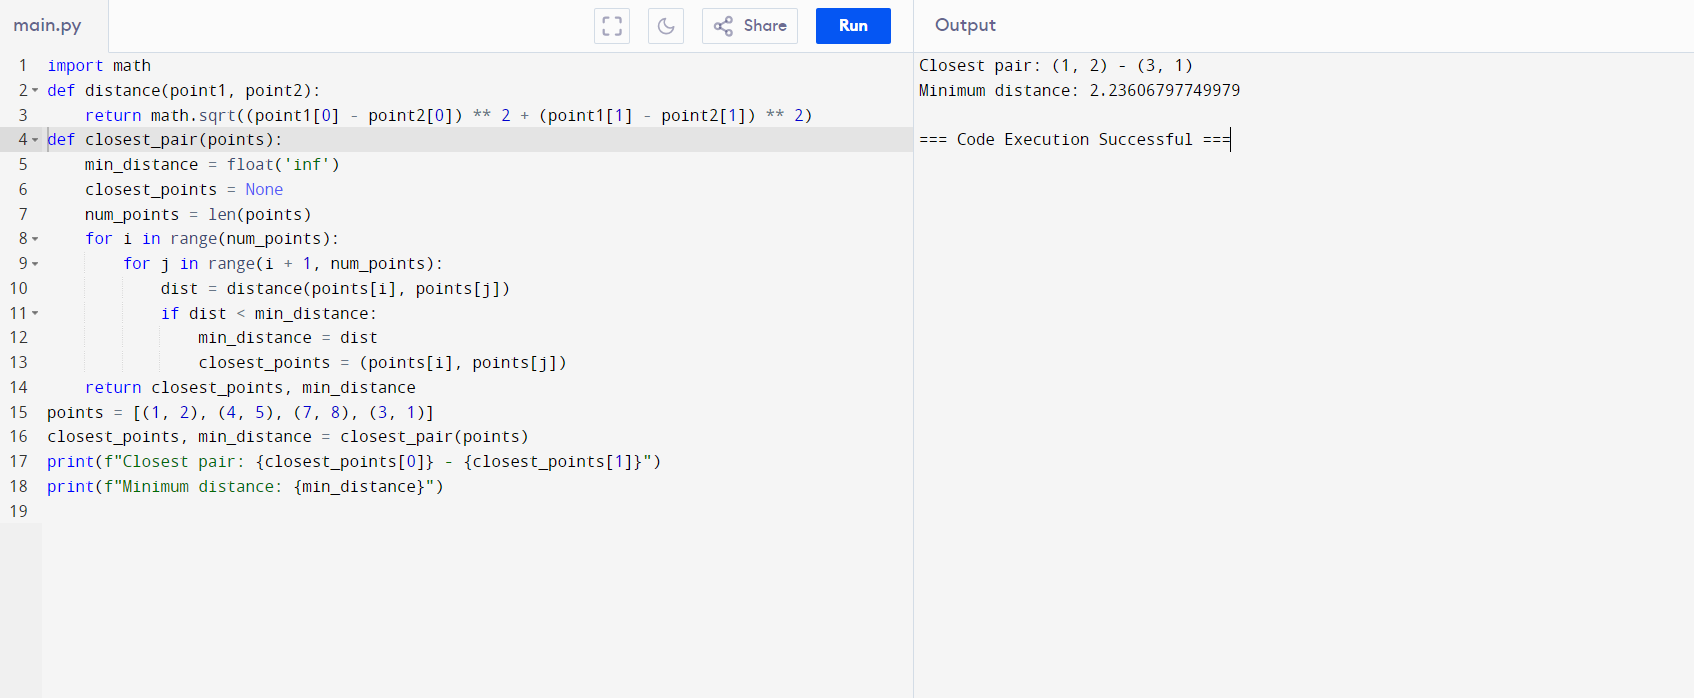 main.py
Share
Run
Output
1 import math
2 def distance(point1, point2):
3     return math.sqrt((point1[0] - point2[0]) ** 2 + (point1[1] - point2[1]) ** 2)
4 def closest_pair(points):
5     min_distance = float('inf')
6     closest_points = None
7     num_points = len(points)
8     for i in range(num_points):
9         for j in range(i + 1, num_points):
10             dist = distance(points[i], points[j])
11             if dist < min_distance:
12                 min_distance = dist
13                 closest_points = (points[i], points[j])
14     return closest_points, min_distance
15 points = [(1, 2), (4, 5), (7, 8), (3, 1)]
16 closest_points, min_distance = closest_pair(points)
17 print(f"Closest pair: {closest_points[0]} - {closest_points[1]}")
18 print(f"Minimum distance: {min_distance}")
19
Closest pair: (1, 2) - (3, 1)
Minimum distance: 2.23606797749979
=== Code Execution Successful ===